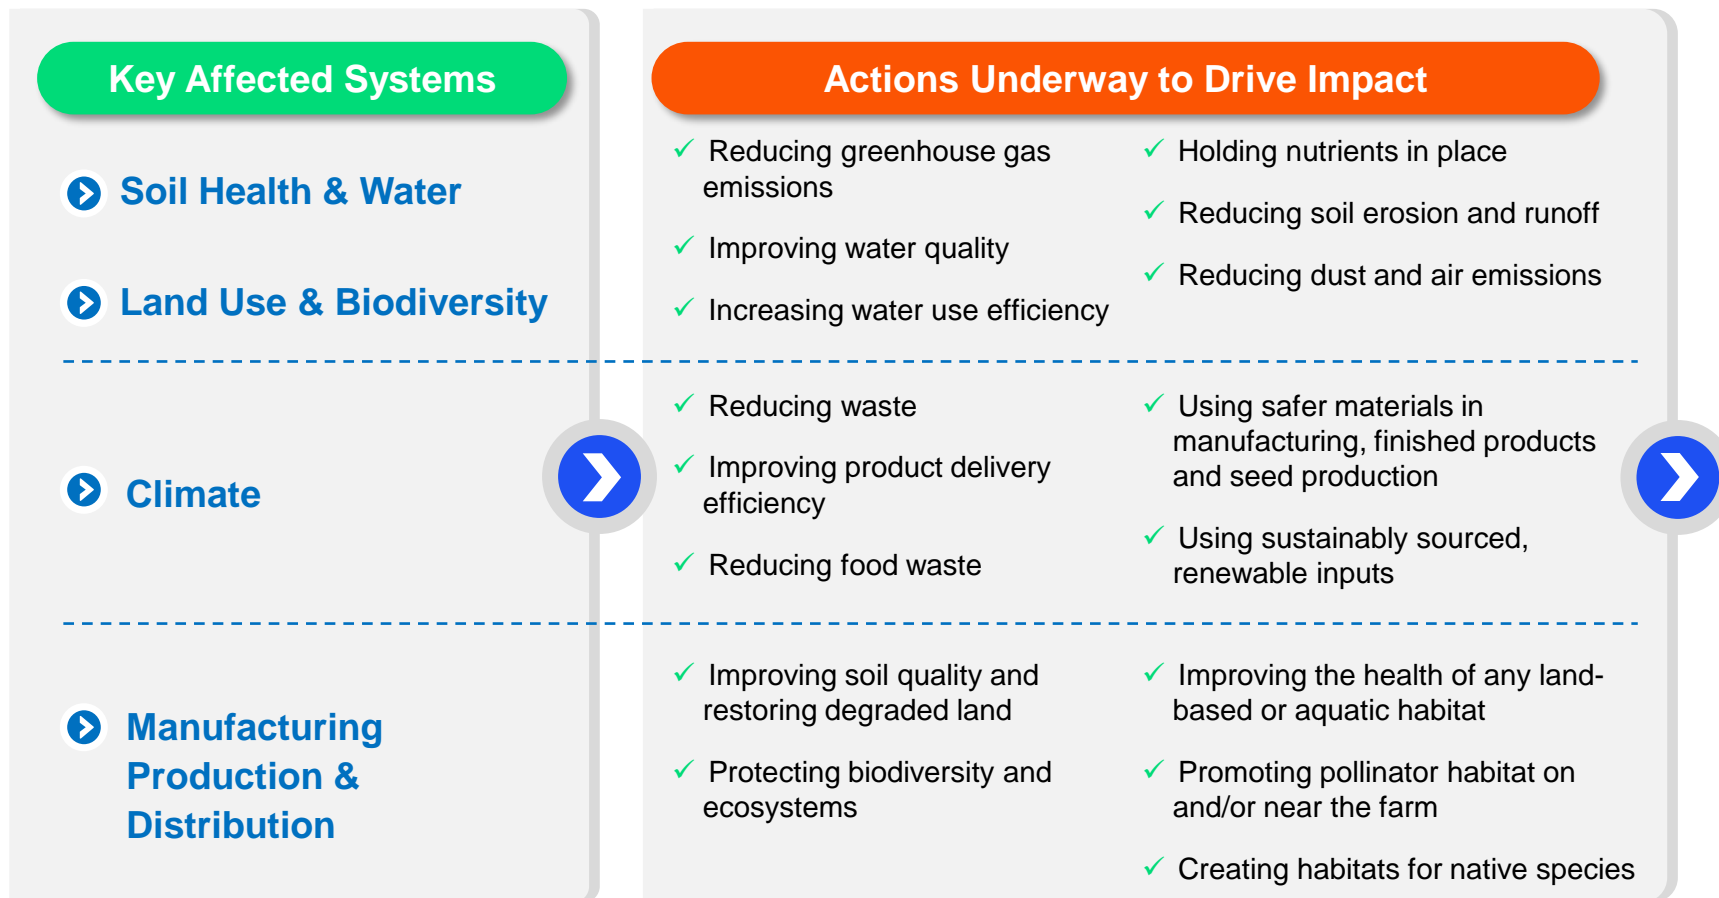 Key Affected Systems
Soil Health & Water
Land Use & Biodiversity
Climate
Manufacturing
Production &
Distribution
Actions Underway to Drive Impact
Reducing greenhouse gas
emissions
Improving water quality
Increasing water use efficiency
Holding nutrients in place
Reducing soil erosion and runoff
Reducing dust and air emissions
Reducing waste
Improving product delivery
efficiency
Reducing food waste
Using safer materials in
manufacturing, finished products
and seed production
Using sustainably sourced,
renewable inputs
Improving soil quality and
restoring degraded land
Protecting biodiversity and
ecosystems
Improving the health of any land-
based or aquatic habitat
Promoting pollinator habitat on
and/or near the farm
Creating habitats for native species